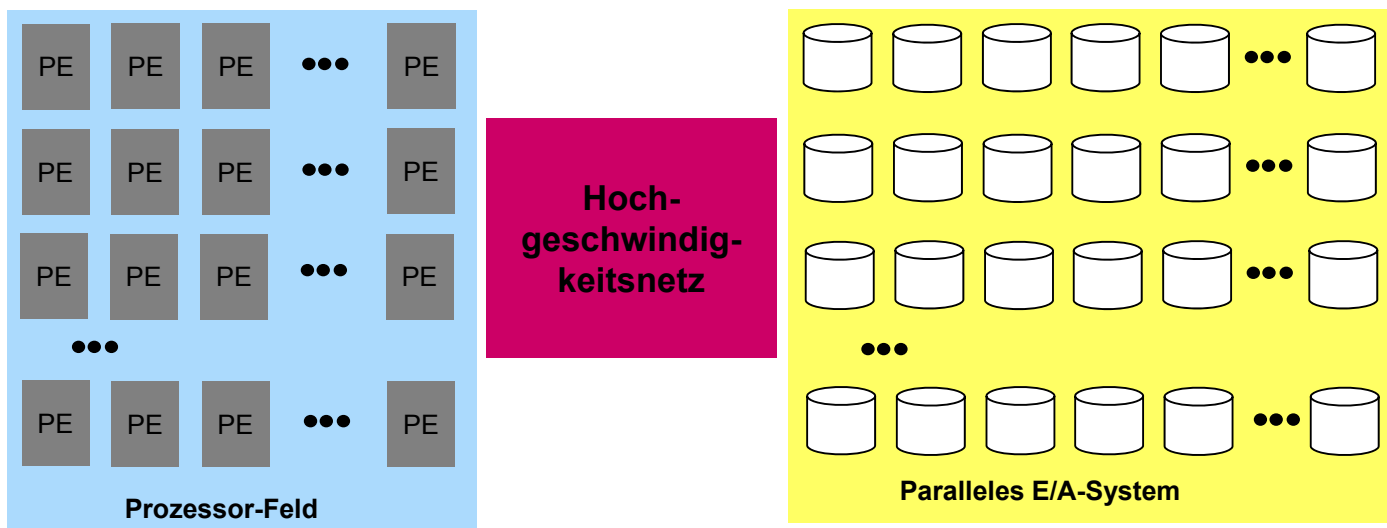 PE PE PE ••• PE
PE PE PE ••• PE
PE PE PE ••• PE
•••
PE PE PE ••• PE
Prozessor-Feld
Hoch-
geschwindig-
keitsnetz
•••
•••
•••
•••
•••
Paralleles E/A-System